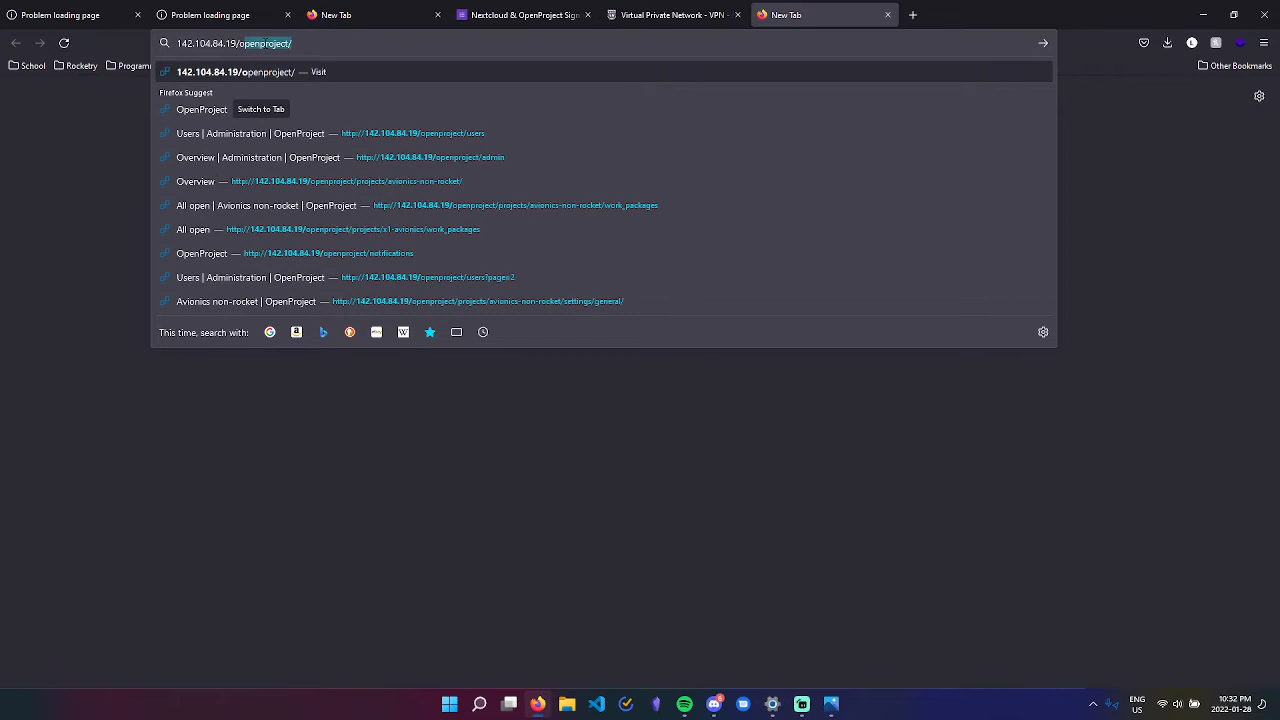 Problem loading page
Problem loading page
New Tab
Nextcloud & OpenProject Sign
Virtual Private Network - VPN -
New Tab
142.104.84.19/openproject/
School
Rocketry
Program
Other Bookmarks
142.104.84.19/openproject/ — Visit
Firefox Suggest
OpenProject Switch to Tab
Users | Administration | OpenProject — http://142.104.84.19/openproject/users
Overview | Administration | OpenProject — http://142.104.84.19/openproject/admin
Overview — http://142.104.84.19/openproject/projects/avionics-non-rocket/
All open | Avionics non-rocket | OpenProject — http://142.104.84.19/openproject/projects/avionics-non-rocket/work_packages
All open — http://142.104.84.19/openproject/projects/x1-avionics/work_packages
OpenProject — http://142.104.84.19/openproject/notifications
Users | Administration | OpenProject — http://142.104.84.19/openproject/users?page=2
Avionics non-rocket | OpenProject — http://142.104.84.19/openproject/projects/avionics-non-rocket/settings/general/
This time, search with:
ENG
US
10:32 PM
2022-01-28